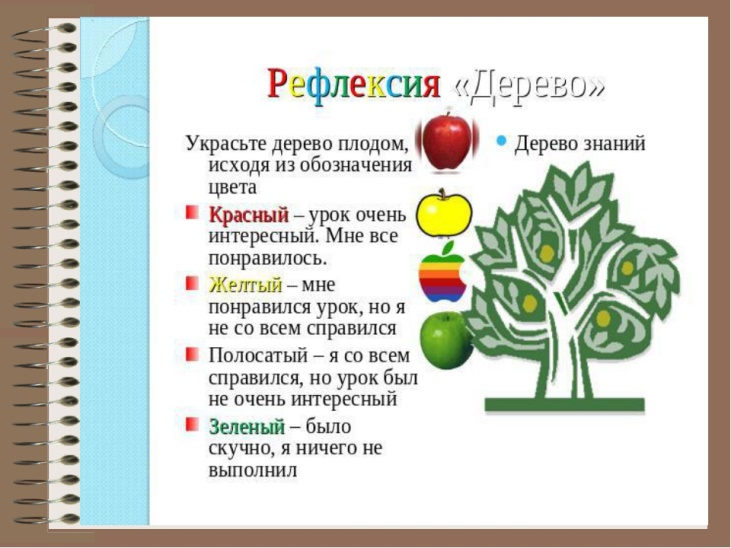 Рефлексия «Дерево»
Украсьте дерево плодом,
исходя из обозначения
цвета
Красный – урок очень
интересный. Мне все
понравилось.
Желтый – мне
понравился урок, но я
не со всем справился
Полосатый – я со всем
справился, но урок был
не очень интересный
Зеленый – было
скучно, я ничего не
выполнил
Дерево знаний